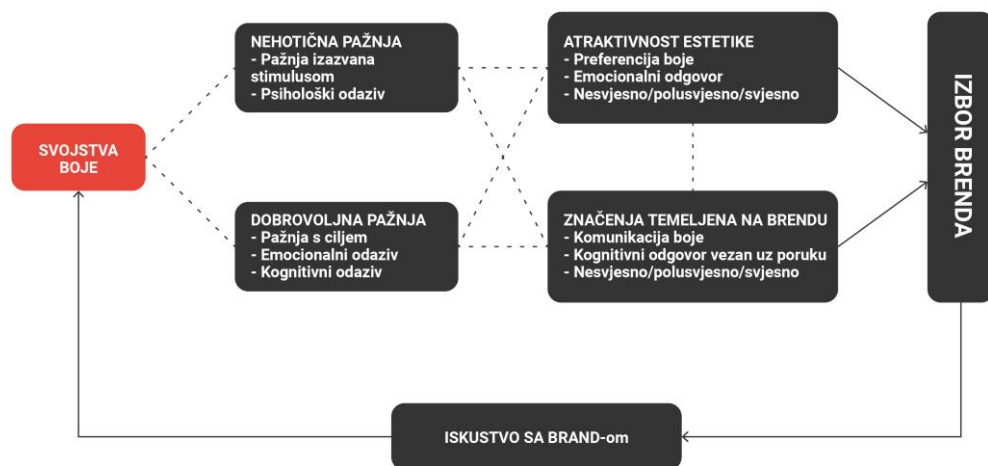 SVOJSTVA
BOJE
NEHOTIČNA PAŽNJA
- Pažnja izazvana
stimulusom
- Psihološki odaziv
DOBROVOLJNA PAŽNJA
- Pažnja s ciljem
- Emocionalni odaziv
- Kognitivni odaziv
ATRAKTIVNOST ESTETIKE
- Preferencija boje
- Emocionalni odgovor
- Nesvjesno/polusvjesno/svjesno
ZNAČENJA TEMELJENA NA BRENDU
- Komunikacija boje
- Kognitivni odgovor vezan uz poruku
- Nesvjesno/polusvjesno/svjesno
IZBOR BRENDA
ISKUSTVO SA BRAND-om